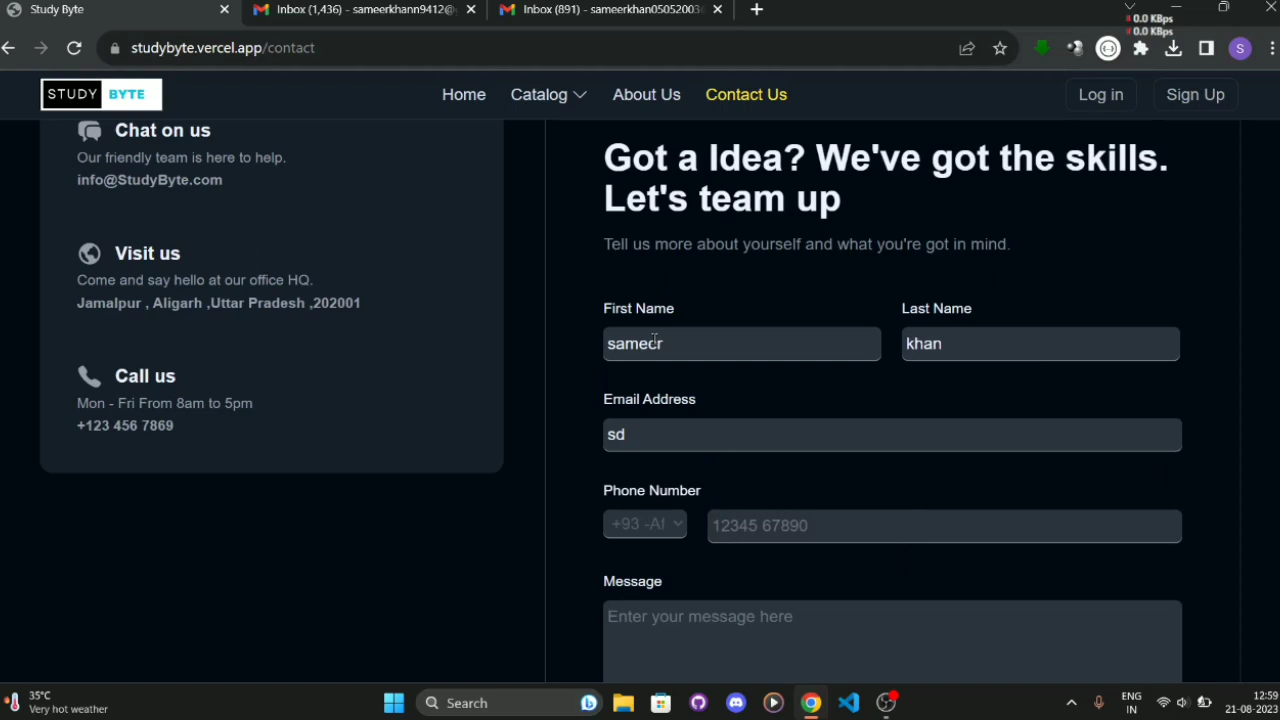 Study Byte
Inbox (1,436) - sameerkhann9412@g
Inbox (891) - sameerkhan05052003
0.0 KBps
0.0 KBps
studybyte.vercel.app/contact
S
STUDY BYTE
Home
Catalog
About Us
Contact Us
Log in
Sign Up
Chat on us
Our friendly team is here to help.
info@StudyByte.com
Visit us
Come and say hello at our office HQ.
Jamalpur , Aligarh ,Uttar Pradesh ,202001
Call us
Mon - Fri From 8am to 5pm
+123 456 7869
Got a Idea? We've got the skills.
Let's team up
Tell us more about yourself and what you're got in mind.
First Name
Last Name
sameer
khan
Email Address
sd
Phone Number
+93 -Af
12345 67890
Message
Enter your message here
35°C
Very hot weather
Search
ENG
IN
12:59
21-08-2023